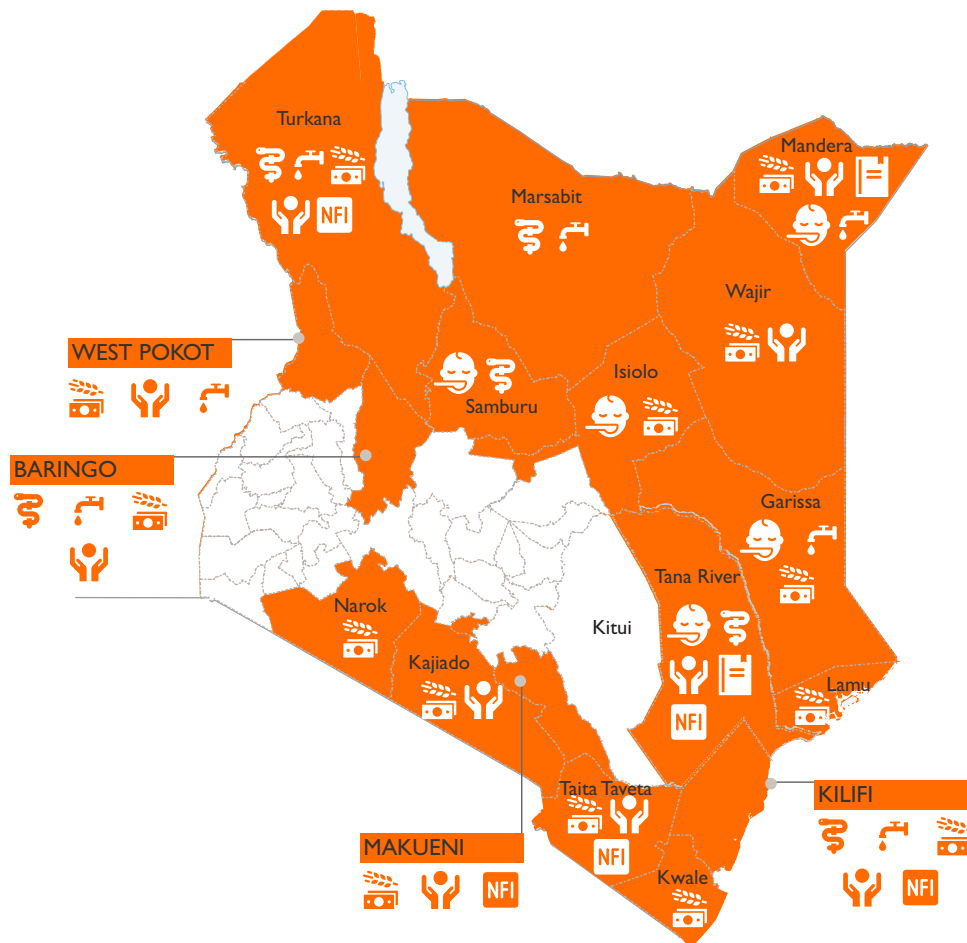 Turkana
NFI
Mandera
Marsabit
Wajir
WEST POKOT
Isiolo
Samburu
BARINGO
Garissa
Tana River
NFI
Narok
Kitui
Kajiado
Lamu
Taita Taveta
NFI
KILIFI
NFI
MAKUENI
NFI
Kwale